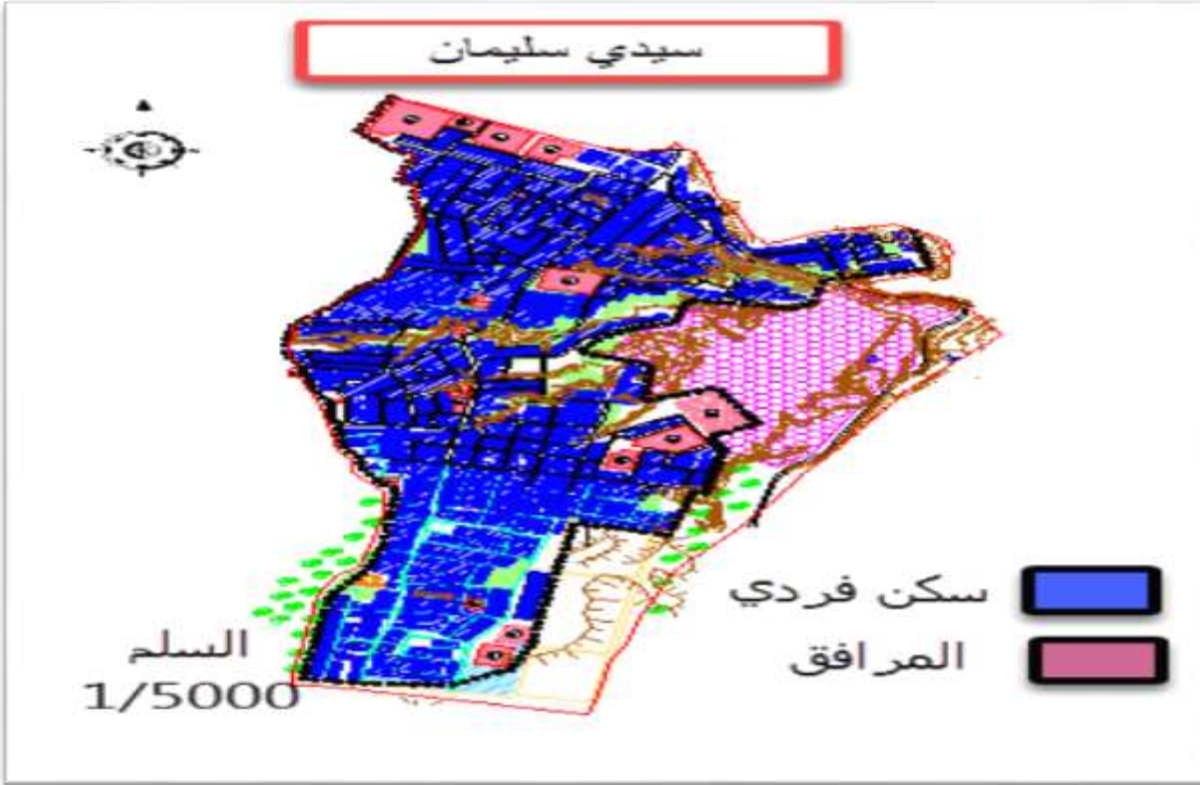 سيدي سليمان
سكن فردي
المرافق
السلم
1/5000